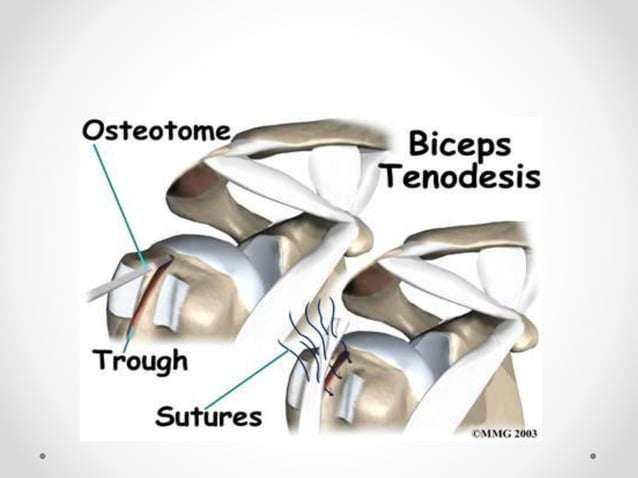 Osteotome
Biceps
Tenodesis
Trough
Sutures
©MMG 2003